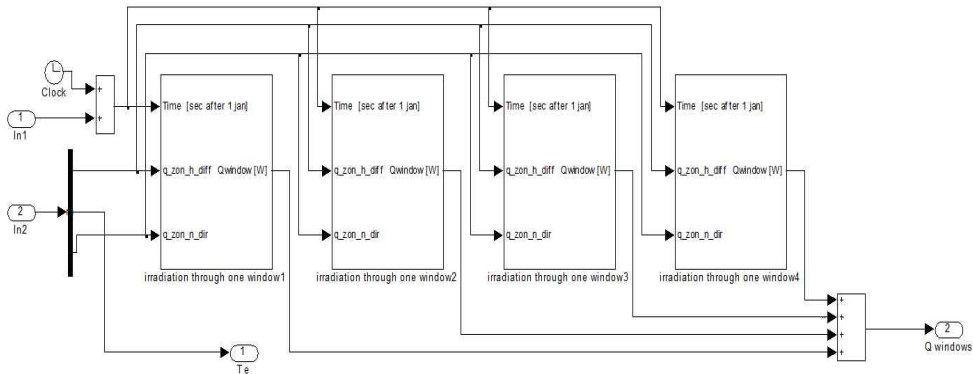 Clock
+
+
1
In1
2
In2
Time [sec after 1 jan]
q_zon_h_diff Qwindow [W]
q_zon_n_dir
irradiation through one window1
Time [sec after 1 jan]
q_zon_h_diff Qwindow [W]
q_zon_n_dir
irradiation through one window2
Time [sec after 1 jan]
q_zon_h_diff Qwindow [W]
q_zon_n_dir
irradiation through one window3
Time [sec after 1 jan]
q_zon_h_diff Qwindow [W]
q_zon_n_dir
irradiation through one window4
+
+
+
+
2
Q windows
1
Te